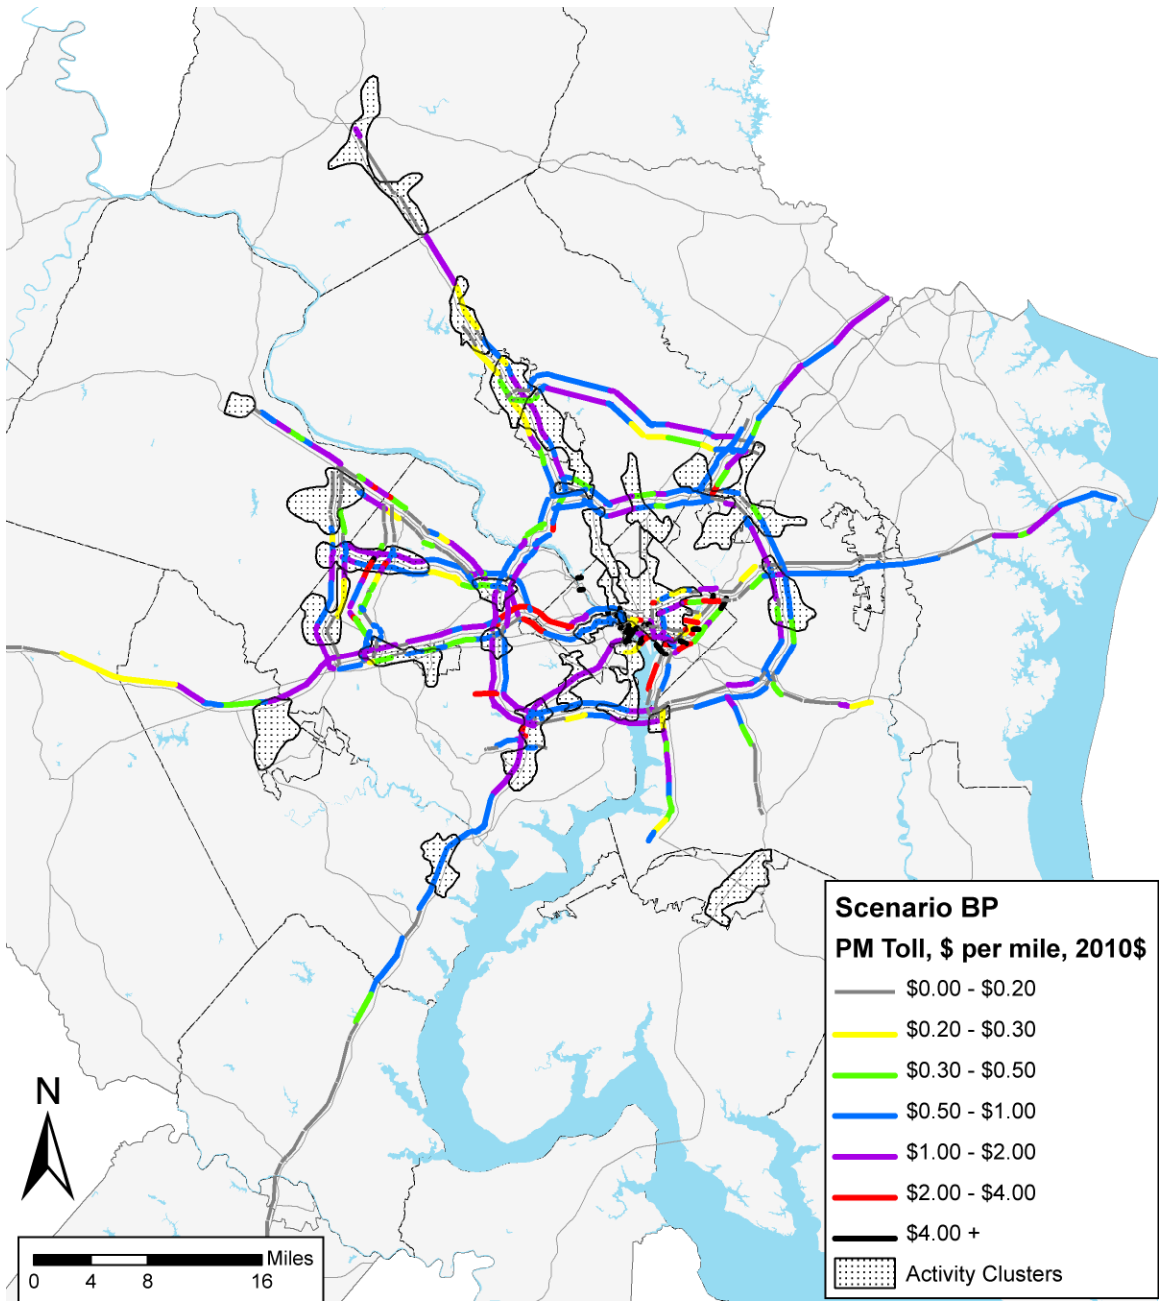 Scenario BP
PM Toll, $ per mile, 2010$
$0.00 - $0.20
$0.20 - $0.30
$0.30 - $0.50
$0.50 - $1.00
$1.00 - $2.00
$2.00 - $4.00
$4.00 +
Activity Clusters
N
Miles
0 4 8 16